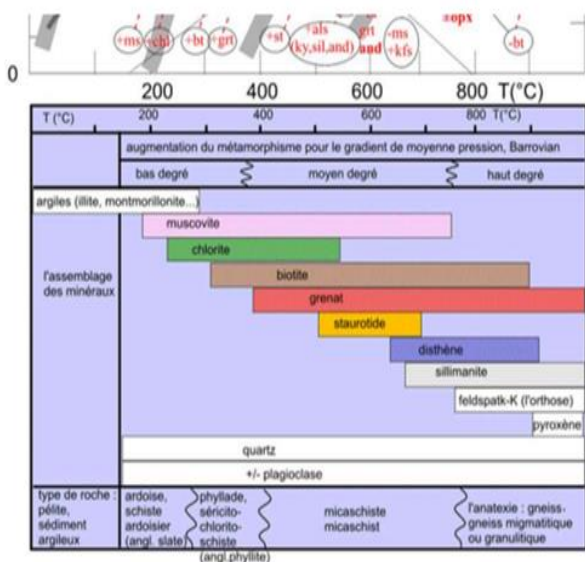 ±opx
+ms +chl +bt +grt +st +als (ky,sil,and) grt and -ms +kfs -bt
0
200 400 600 800 T(°C)
T (°C) 200 400 600 800 T(°C)
augmentation du métamorphisme pour le gradient de moyenne pression, Barrovian
bas degré moyen degré haut degré
argiles (illite, montmorillonite...)
muscovite
chlorite
l'assemblage
des minéraux
biotite
grenat
staurotide
disthène
sillimanite
feldspatk-K (l'orthose)
pyroxène
quartz
+/- plagioclase
type de roche :
pélite,
sédiment
argileux
ardoise,
schiste
ardoisier
(angl. slate)
phyllade,
séricito-
chlorito-
schiste
(angl.phyllite)
micaschiste
micaschist
l'anatexie : gneiss-
gneiss migmatitique
ou granulitique